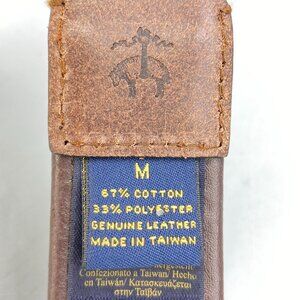 M
67% COTTON
33% POLYESTER
GENUINE LEATHER
MADE IN TAIWAN
Confezionato a Taiwan/ Hecho
en Taiwán/ Κατασκευάζεται
στην Ταϊβάν